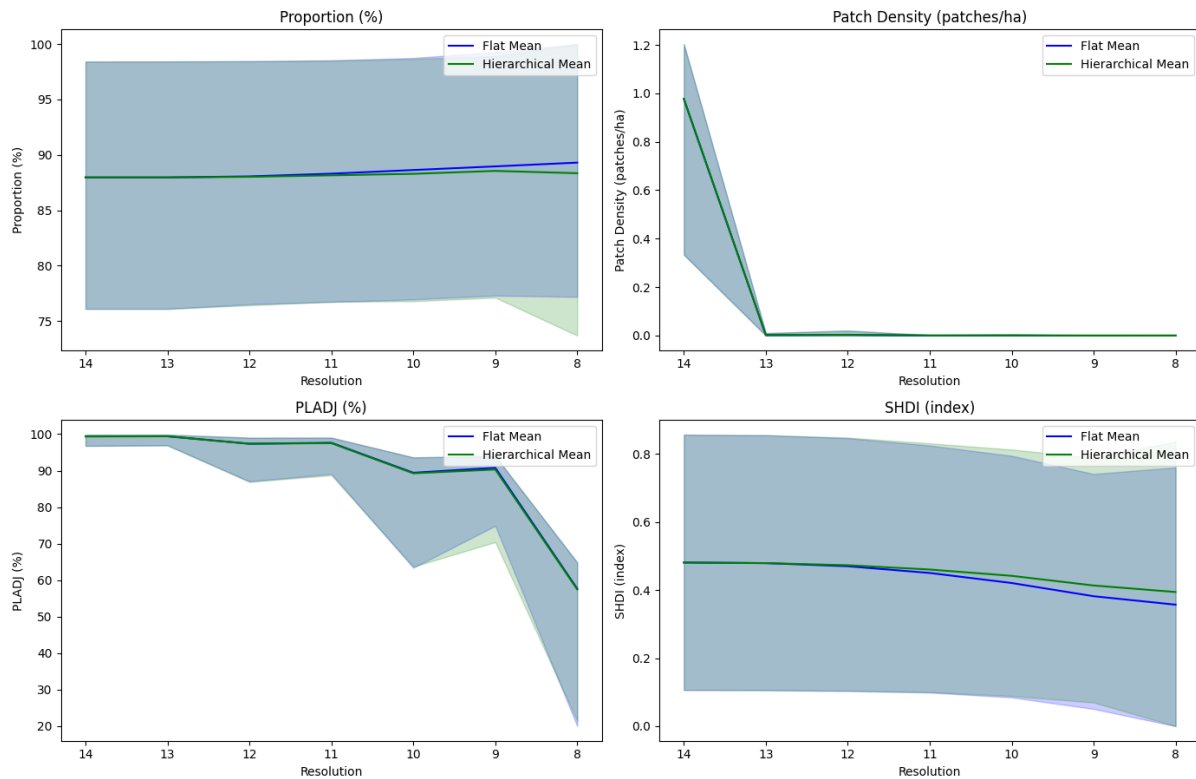 Proportion (%)
100
95
90
85
80
75
Proportion (%)
Flat Mean
Hierarchical Mean
14 13 12 11 10 9 8
Resolution
Patch Density (patches/ha)
1.2
1.0
0.8
0.6
0.4
0.2
0.0
Patch Density (patches/ha)
Flat Mean
Hierarchical Mean
14 13 12 11 10 9 8
Resolution
PLADJ (%)
100
90
80
70
60
50
40
30
20
PLADJ (%)
Flat Mean
Hierarchical Mean
14 13 12 11 10 9 8
Resolution
SHDI (index)
0.8
0.6
0.4
0.2
0.0
SHDI (index)
Flat Mean
Hierarchical Mean
14 13 12 11 10 9 8
Resolution